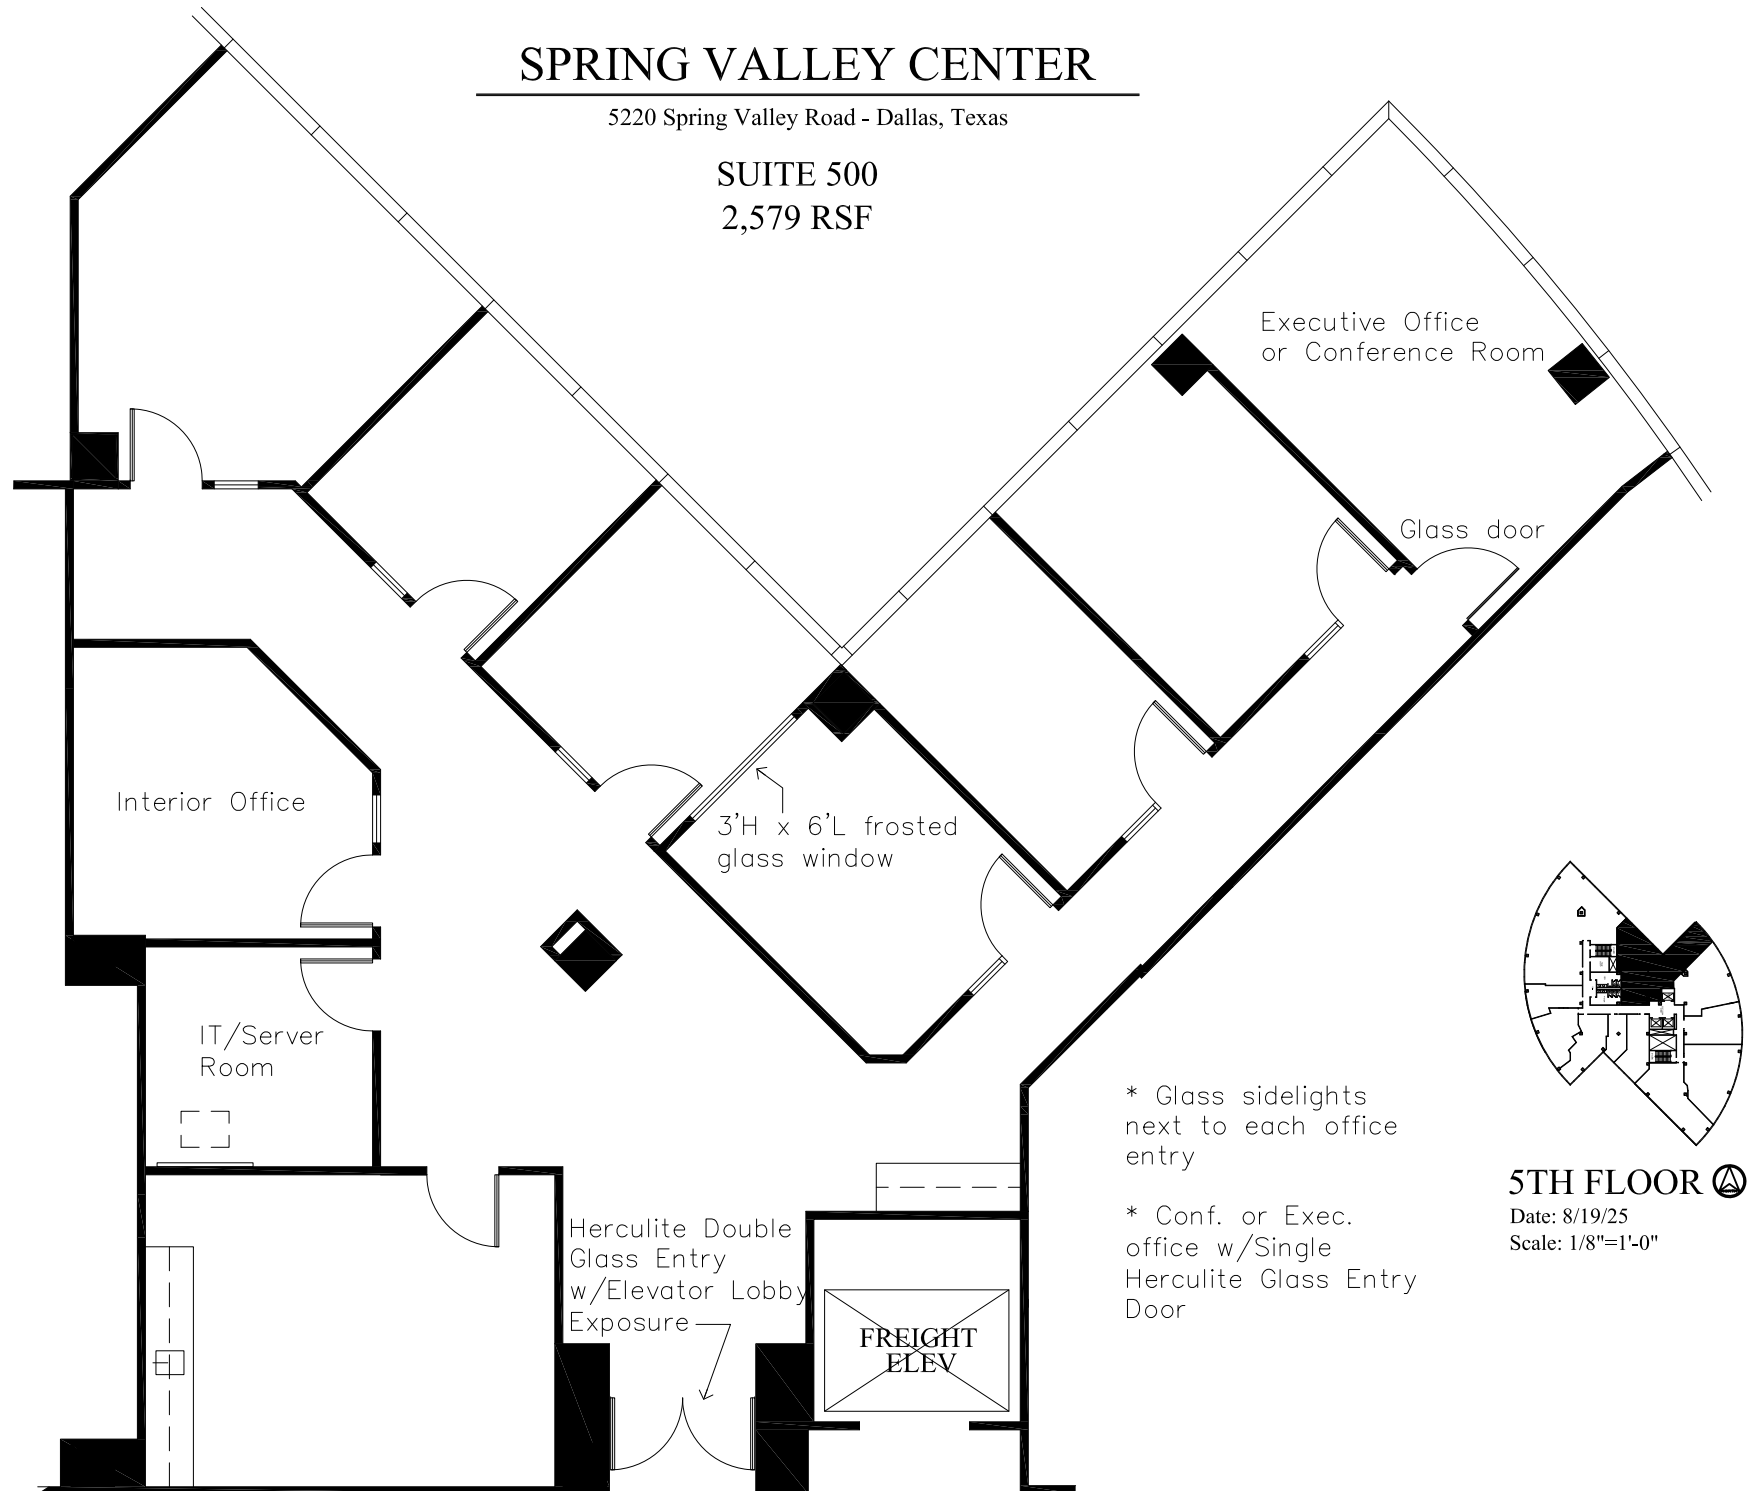 SPRING VALLEY CENTER
5220 Spring Valley Road - Dallas, Texas
SUITE 500
2,579 RSF
Executive Office
or Conference Room
Glass door
Interior Office
3'H x 6'L frosted
glass window
IT/Server
Room
* Glass sidelights
next to each office
entry
* Conf. or Exec.
office w/Single
Herculite Glass Entry
Door
Herculite Double
Glass Entry
w/Elevator Lobby
Exposure
FREIGHT
ELEV
5TH FLOOR
Date: 8/19/25
Scale: 1/8"=1'-0"